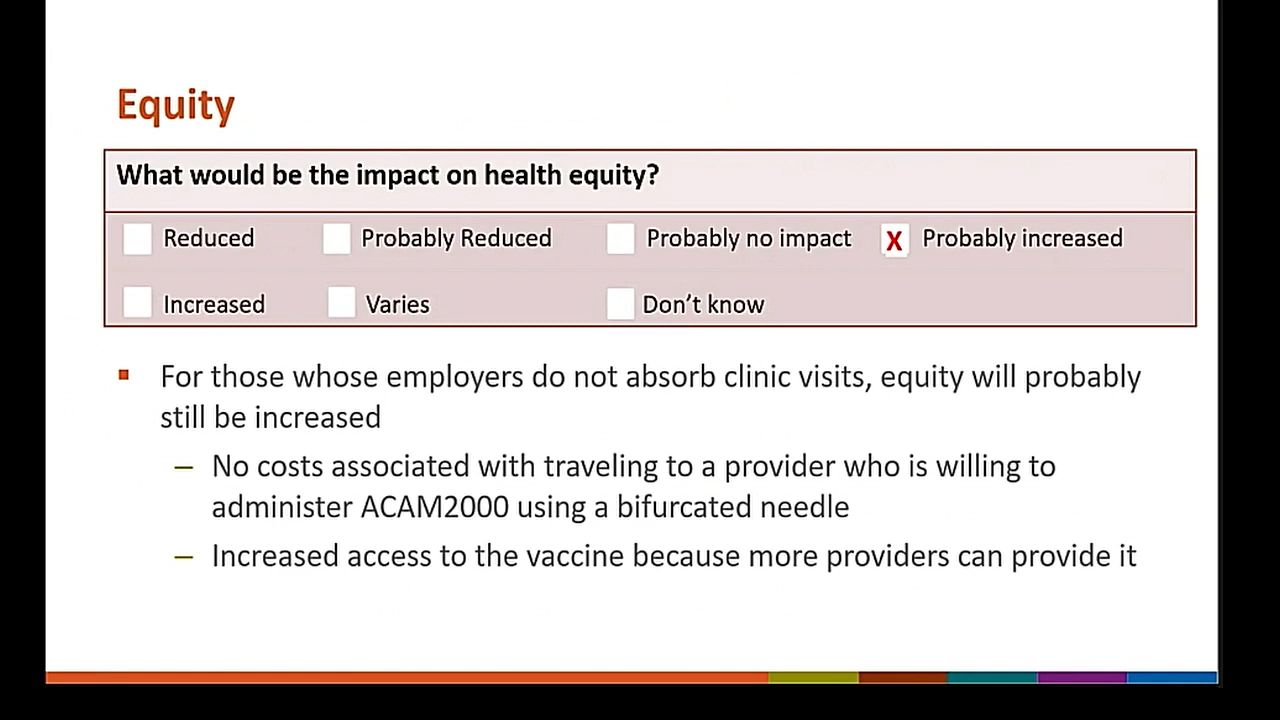 Equity
What would be the impact on health equity?
Reduced Probably Reduced Probably no impact X Probably increased
Increased Varies Don’t know
For those whose employers do not absorb clinic visits, equity will probably
still be increased
– No costs associated with traveling to a provider who is willing to
administer ACAM2000 using a bifurcated needle
– Increased access to the vaccine because more providers can provide it